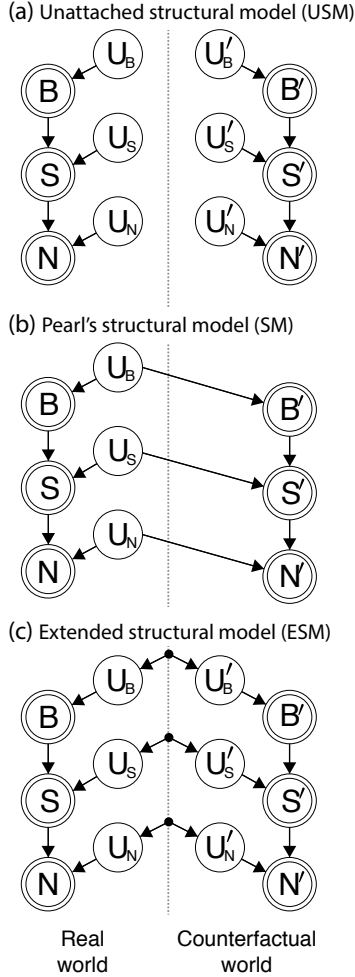 (a) Unattached structural model (USM)
U_B U′_B
B B′
U_S U′_S
S S′
U_N U′_N
N N′
(b) Pearl's structural model (SM)
U_B
B B′
U_S
S S′
U_N
N N′
(c) Extended structural model (ESM)
U_B U′_B
B B′
U_S U′_S
S S′
U_N U′_N
N N′
Real Counterfactual
world world